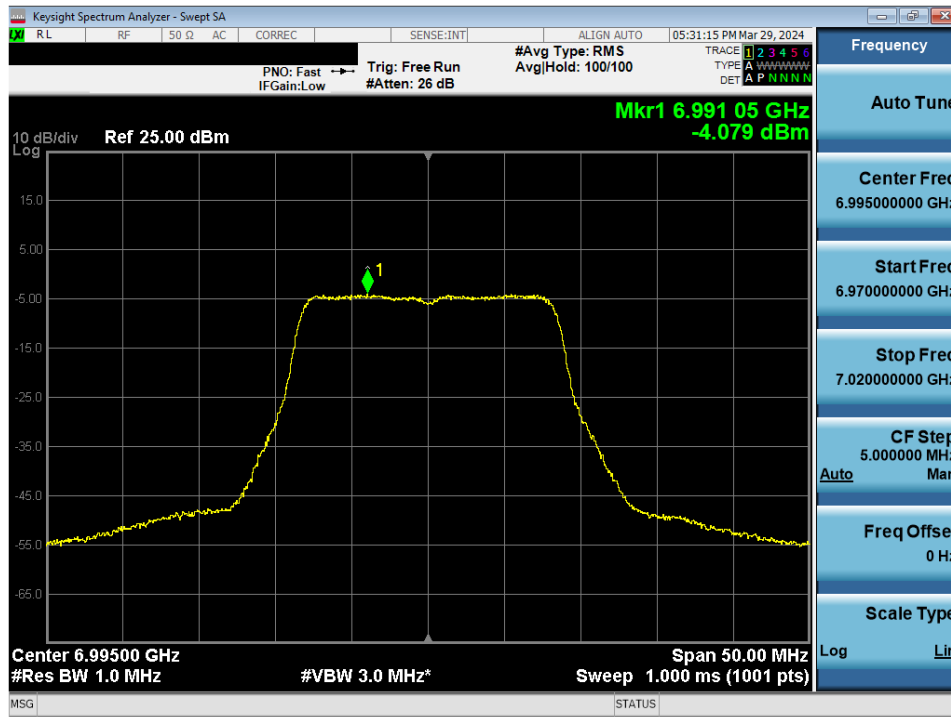 Keysight Spectrum Analyzer - Swept SA
LXI RL RF 50 Ω AC CORREC SENSE:INT ALIGN AUTO 05:31:15 PM Mar 29, 2024
PNO: Fast
IFGain:Low
Trig: Free Run
#Atten: 26 dB
#Avg Type: RMS
Avg|Hold: 100/100
TRACE 1 2 3 4 5 6
TYPE A WWWWW
DET A P N N N N
Mkr1 6.991 05 GHz
-4.079 dBm
10 dB/div Ref 25.00 dBm
Log
15.0
5.00
-5.00
-15.0
-25.0
-35.0
-45.0
-55.0
-65.0
1
Center 6.99500 GHz
#Res BW 1.0 MHz
#VBW 3.0 MHz*
Span 50.00 MHz
Sweep 1.000 ms (1001 pts)
MSG STATUS
Frequency
Auto Tune
Center Freq
6.995000000 GHz
Start Freq
6.970000000 GHz
Stop Freq
7.020000000 GHz
CF Step
5.000000 MHz
Auto Man
Freq Offset
0 Hz
Scale Type
Log Lin